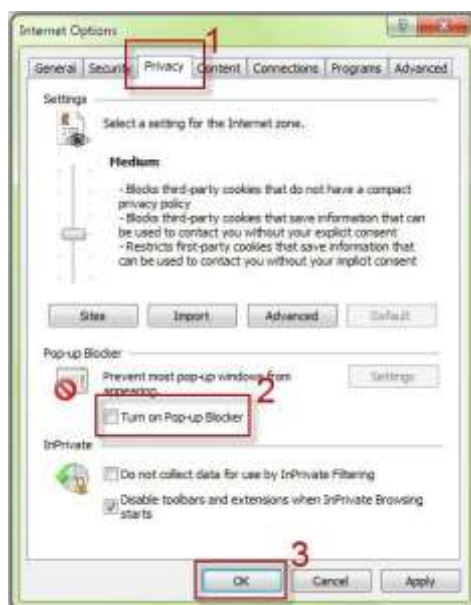 Internet Options
1
General Security Privacy Content Connections Programs Advanced
Settings
Select a setting for the Internet zone.
Medium
- Blocks third-party cookies that do not have a compact
privacy policy
- Blocks third-party cookies that save information that can
be used to contact you without your explicit consent
- Restricts first-party cookies that save information that
can be used to contact you without your implicit consent
Sites Import Advanced Default
Pop-up Blocker
Prevent most pop-up windows from
appearing.
Settings
2
Turn on Pop-up Blocker
InPrivate
Do not collect data for use by InPrivate Filtering
Disable toolbars and extensions when InPrivate Browsing
starts
3
OK Cancel Apply